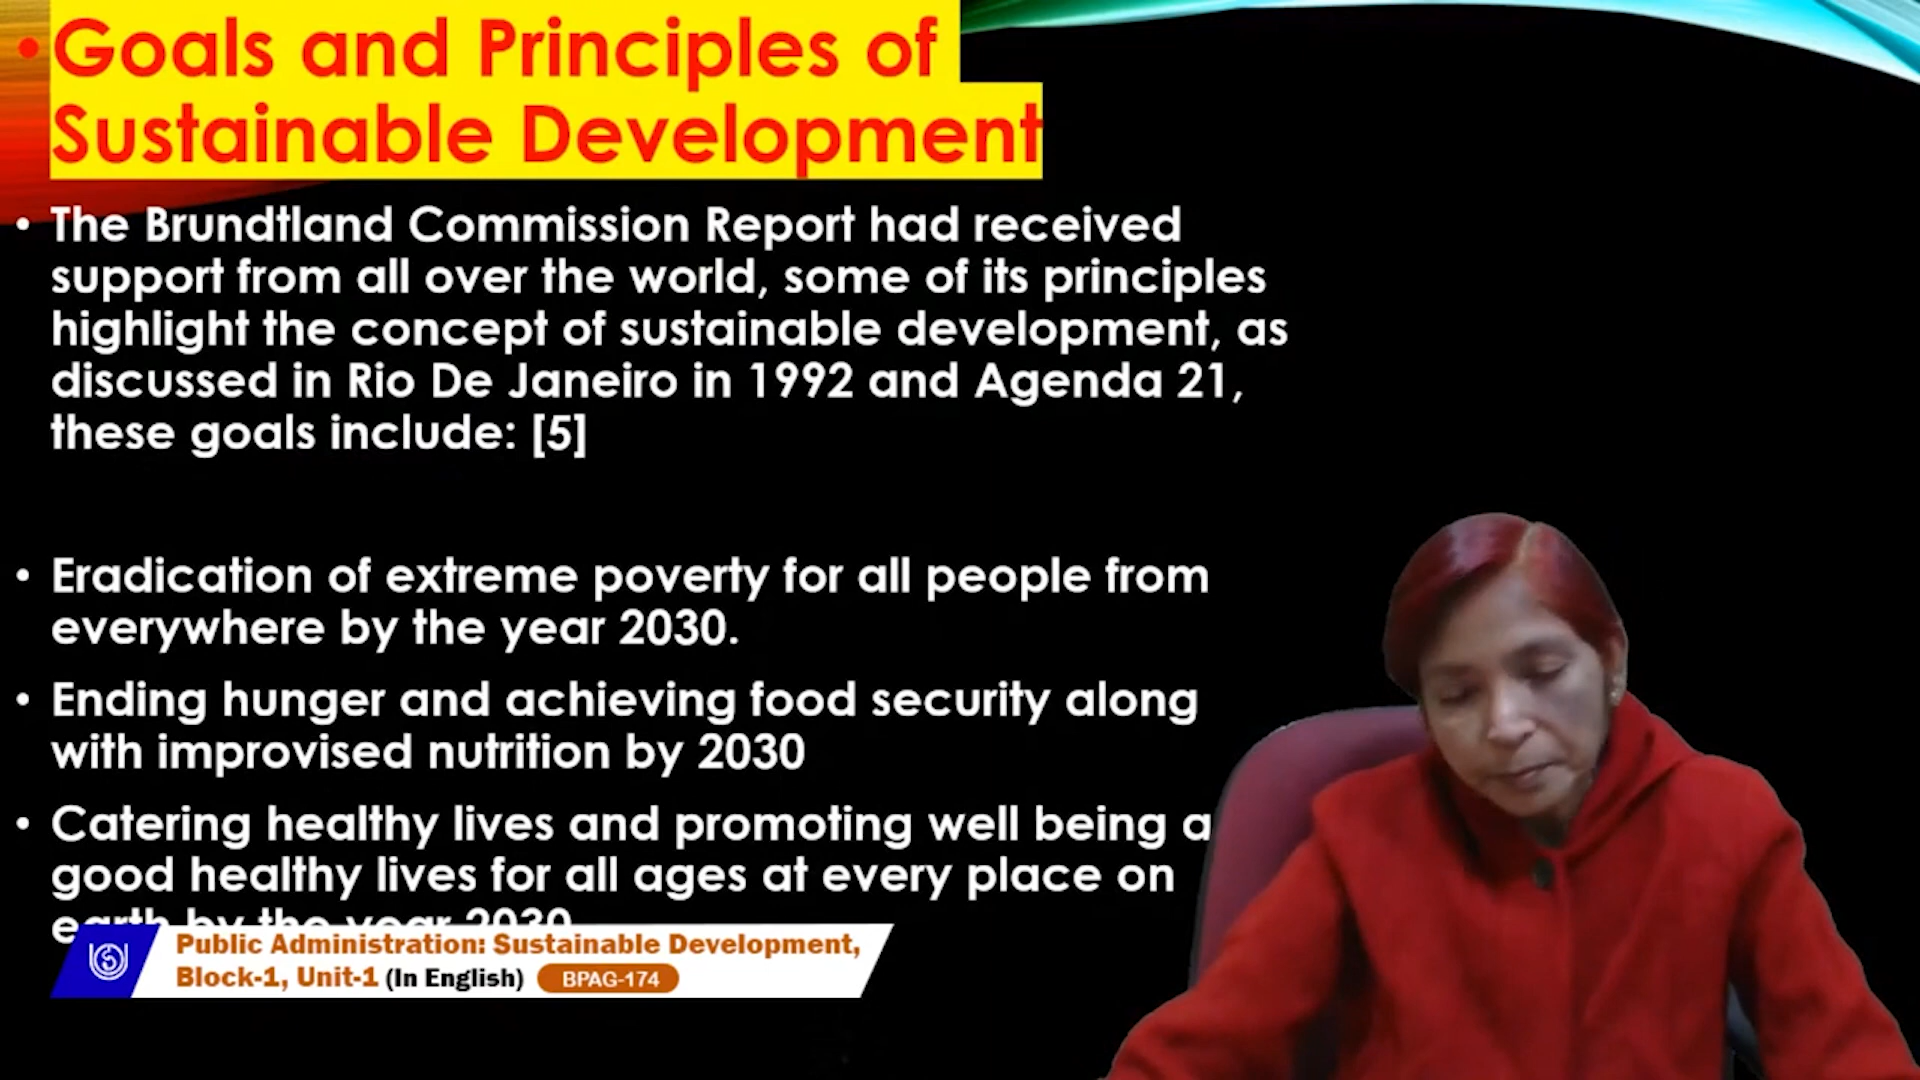 • Goals and Principles of
Sustainable Development
• The Brundtland Commission Report had received
support from all over the world, some of its principles
highlight the concept of sustainable development, as
discussed in Rio De Janeiro in 1992 and Agenda 21,
these goals include: [5]
• Eradication of extreme poverty for all people from
everywhere by the year 2030.
• Ending hunger and achieving food security along
with improvised nutrition by 2030
• Catering healthy lives and promoting well being a
good healthy lives for all ages at every place on
earth by the year 2030
Public Administration: Sustainable Development,
Block-1, Unit-1 (In English) BPAG-174